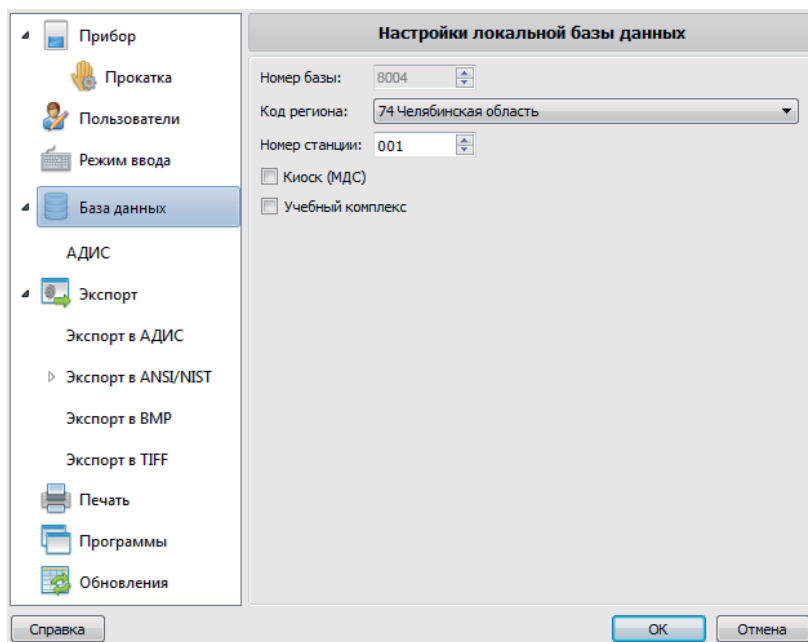 Прибор
Прокатка
Пользователи
Режим ввода
База данных
АДИС
Экспорт
Экспорт в АДИС
Экспорт в ANSI/NIST
Экспорт в BMP
Экспорт в TIFF
Печать
Программы
Обновления
Настройки локальной базы данных
Номер базы: 8004
Код региона: 74 Челябинская область
Номер станции: 001
Киоск (МДС)
Учебный комплекс
Справка
ОК
Отмена